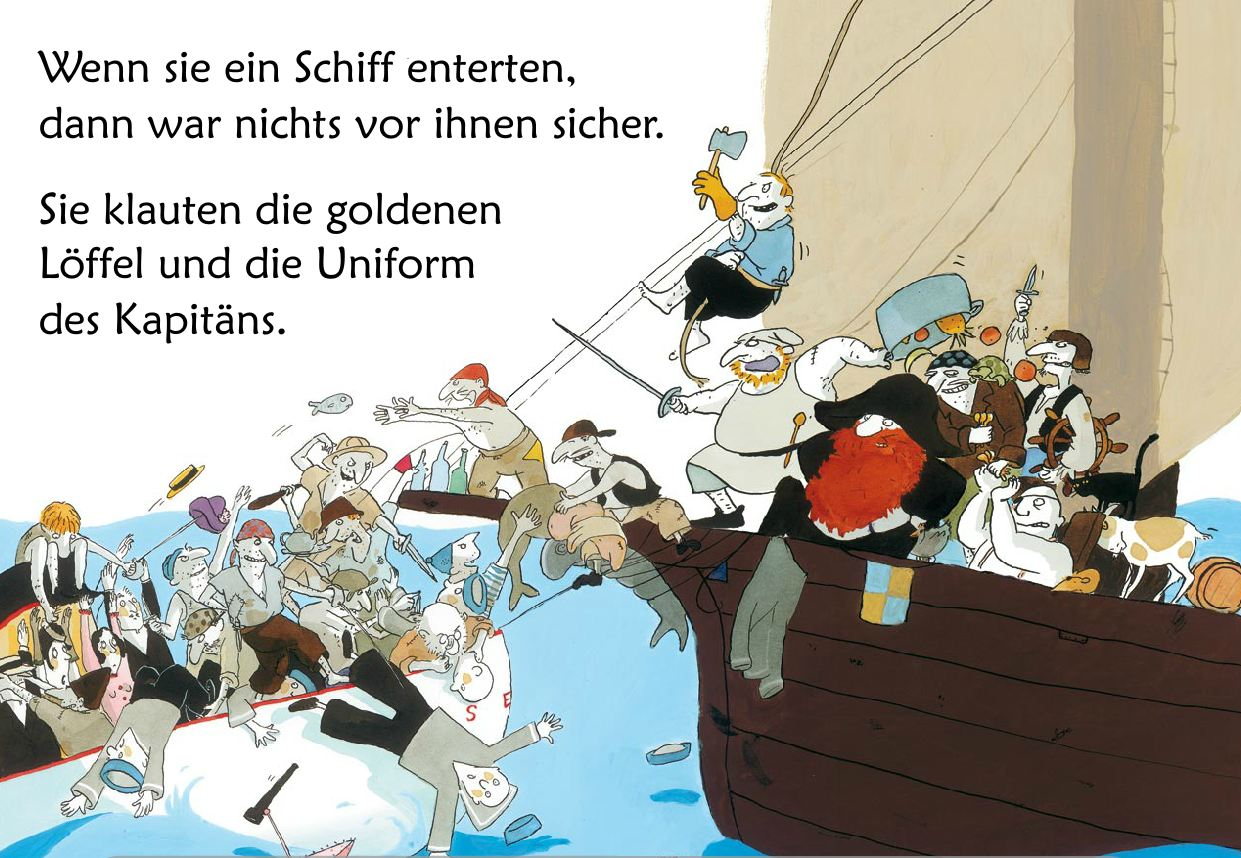 Wenn sie ein Schiff enterten,
dann war nichts vor ihnen sicher.
Sie klauten die goldenen
Löffel und die Uniform
des Kapitäns.
S E